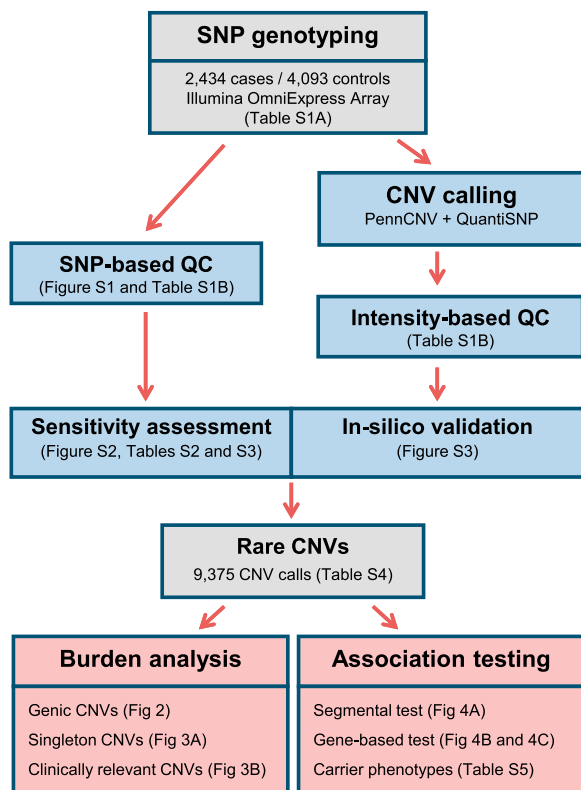 SNP genotyping
2,434 cases / 4,093 controls
Illumina OmniExpress Array
(Table S1A)
CNV calling
PennCNV + QuantiSNP
SNP-based QC
(Figure S1 and Table S1B)
Intensity-based QC
(Table S1B)
Sensitivity assessment
(Figure S2, Tables S2 and S3)
In-silico validation
(Figure S3)
Rare CNVs
9,375 CNV calls (Table S4)
Burden analysis
Genic CNVs (Fig 2)
Singleton CNVs (Fig 3A)
Clinically relevant CNVs (Fig 3B)
Association testing
Segmental test (Fig 4A)
Gene-based test (Fig 4B and 4C)
Carrier phenotypes (Table S5)